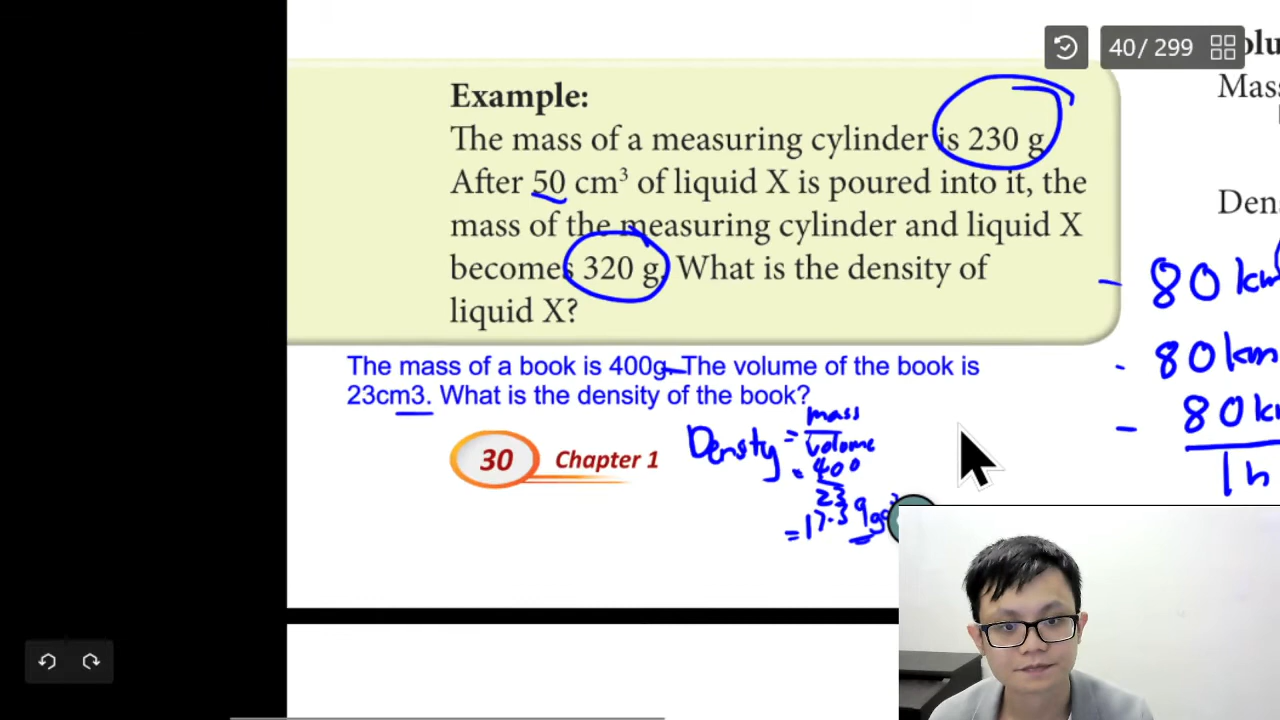 40 / 299
Example:
The mass of a measuring cylinder is 230 g.
After 50 cm³ of liquid X is poured into it, the
mass of the measuring cylinder and liquid X
becomes 320 g. What is the density of
liquid X?
The mass of a book is 400g. The volume of the book is
23cm3. What is the density of the book?
30 Chapter 1
Density = mass
volume
= 400
23
= 17.39
Mass
- 80 km
- 80 km
- 80 km
1h